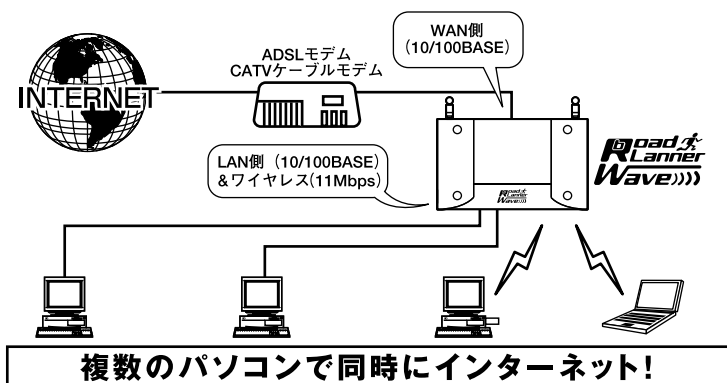 WAN側
(10/100BASE)
ADSLモデム
CATVケーブルモデム
INTERNET
LAN側 (10/100BASE)
&ワイヤレス(11Mbps)
Road
Lanner
Wave
Road
Lanner
Wave
複数のパソコンで同時にインターネット!